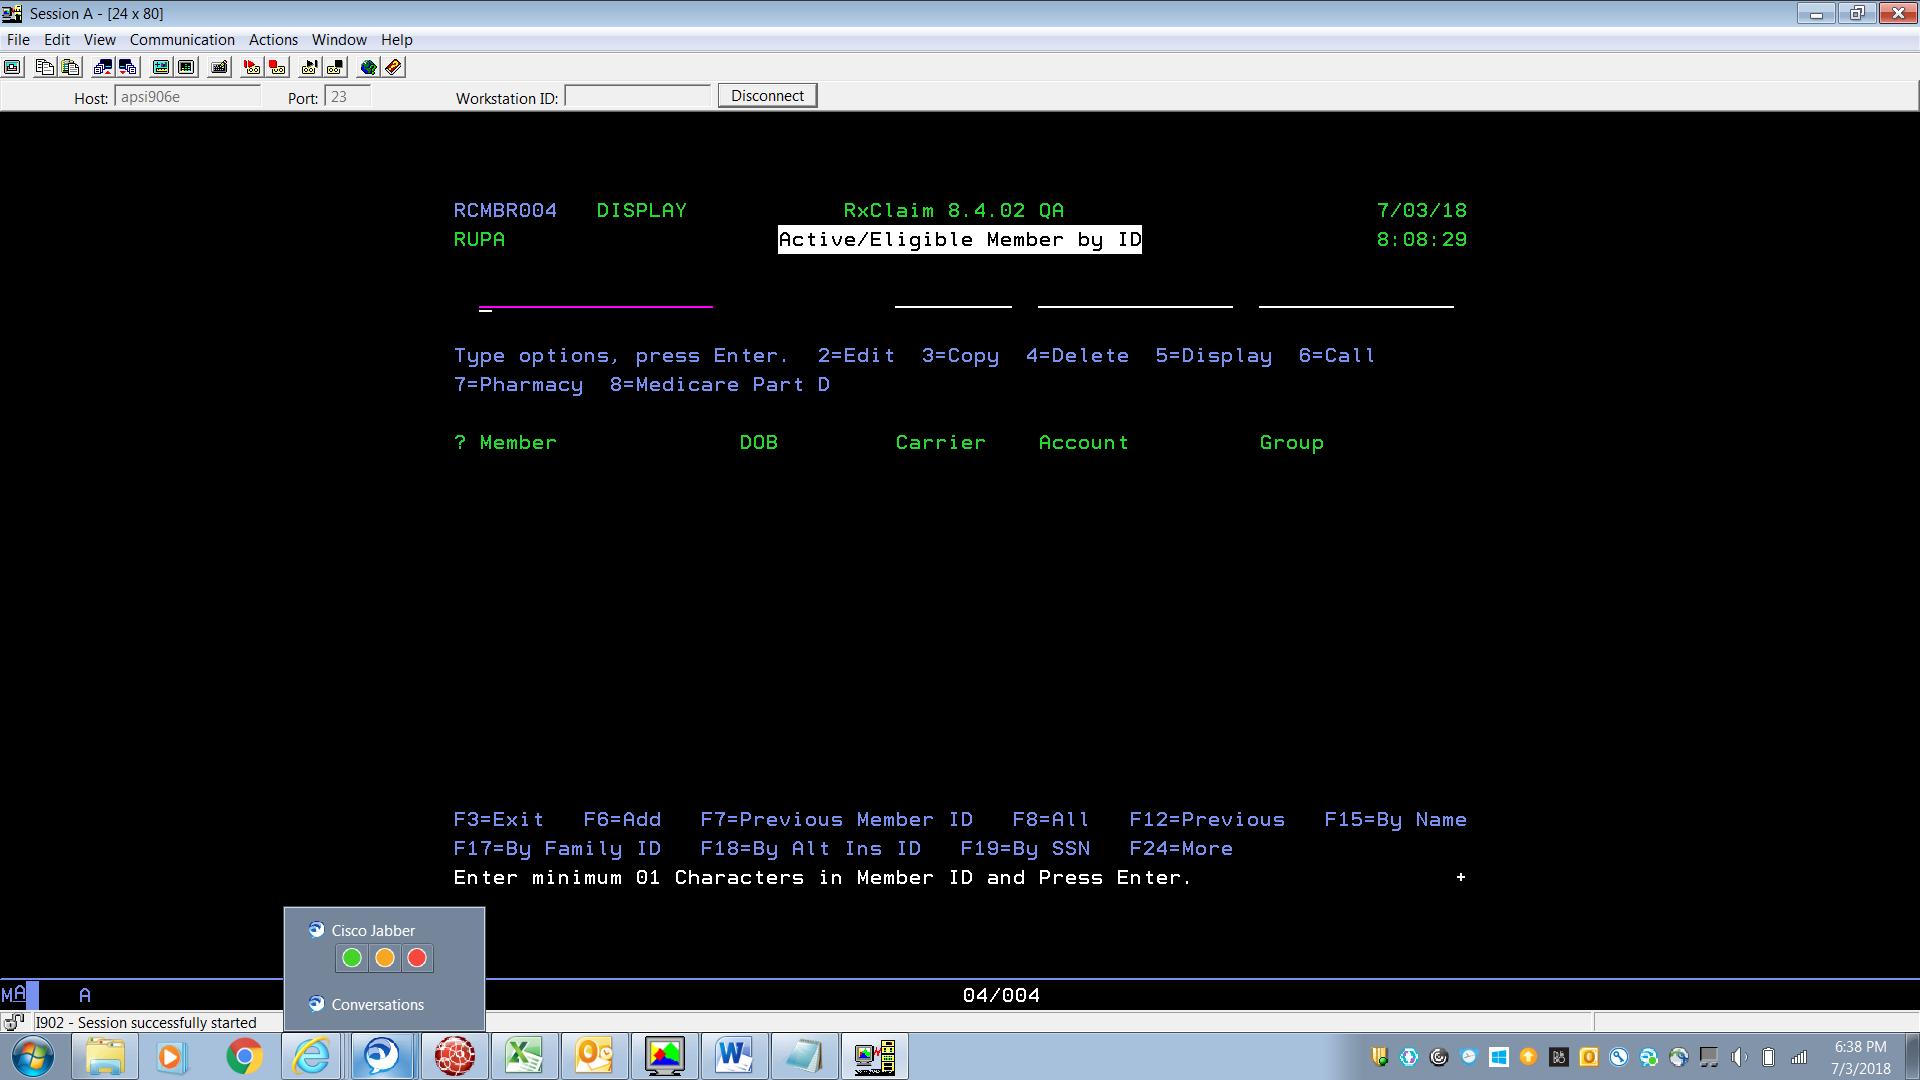 Session A - [24 x 80]
File Edit View Communication Actions Window Help
Host: apsi906e Port: 23 Workstation ID: Disconnect
RCMBR004 DISPLAY RxClaim 8.4.02 QA 7/03/18
RUPA Active/Eligible Member by ID 8:08:29
Type options, press Enter. 2=Edit 3=Copy 4=Delete 5=Display 6=Call
7=Pharmacy 8=Medicare Part D
? Member DOB Carrier Account Group
F3=Exit F6=Add F7=Previous Member ID F8=All F12=Previous F15=By Name
F17=By Family ID F18=By Alt Ins ID F19=By SSN F24=More
Enter minimum 01 Characters in Member ID and Press Enter. +
Cisco Jabber
Conversations
MA A 04/004
I902 - Session successfully started
6:38 PM
7/3/2018